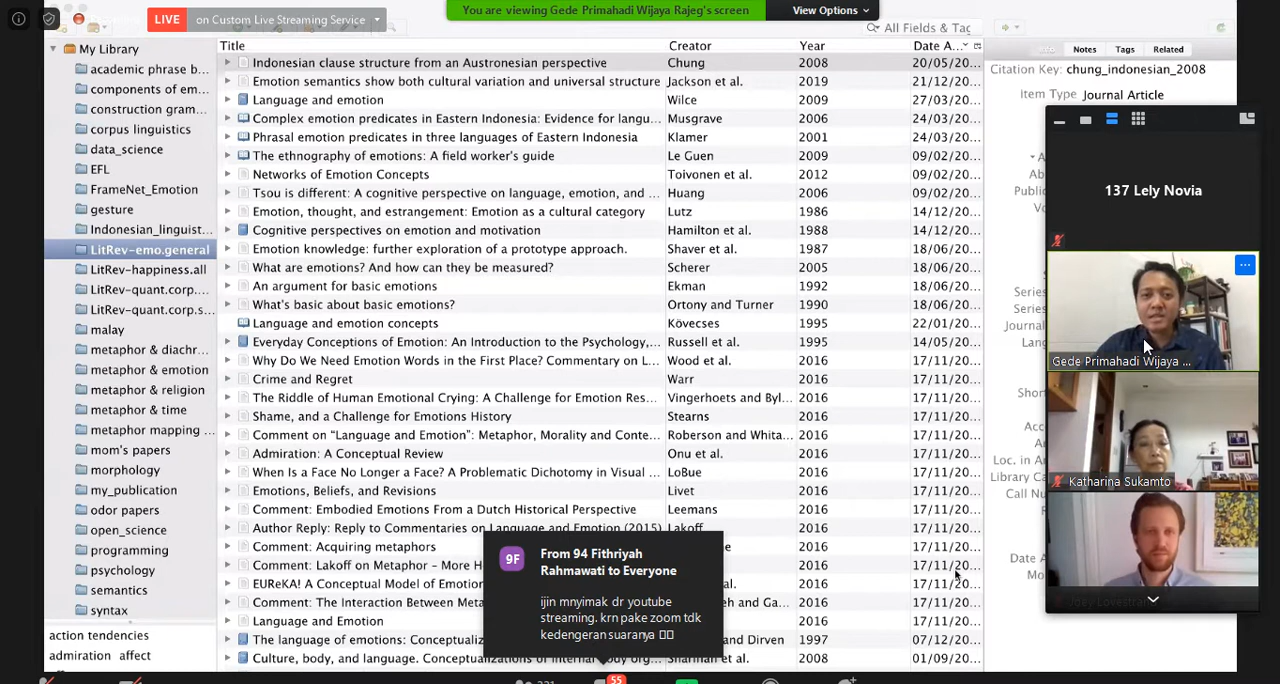 LIVE on Custom Live Streaming Service
You are viewing Gede Primahadi Wijaya Rajeg's screen
View Options
All Fields & Tag
My Library
academic phrase b...
components of em...
construction gram...
corpus linguistics
data_science
EFL
FrameNet_Emotion
gesture
Indonesian_linguist...
LitRev-emo.general
LitRev-happiness.all
LitRev-quant.corp....
LitRev-quant.corp.s...
malay
metaphor & diachr...
metaphor & emotion
metaphor & religion
metaphor & time
metaphor mapping ...
mom's papers
morphology
my_publication
odor papers
open_science
programming
psychology
semantics
syntax
action tendencies
admiration affect
Title Creator Year Date A...
Indonesian clause structure from an Austronesian perspective Chung 2008 20/05/20...
Emotion semantics show both cultural variation and universal structure Jackson et al. 2019 21/12/20...
Language and emotion Wilce 2009 27/03/20...
Complex emotion predicates in Eastern Indonesia: Evidence for langu... Musgrave 24/03/20...
Phrasal emotion predicates in three languages of Eastern Indonesia Klamer 2001 24/03/20...
The ethnography of emotions: A field worker's guide Le Guen 2009 09/02/20...
Networks of Emotion Concepts Toivonen et al. 2012 09/02/20...
Tsou is different: A cognitive perspective on language, emotion, and ... Huang 2006 09/02/20...
Emotion, thought, and estrangement: Emotion as a cultural category Lutz 1986 14/12/20...
Cognitive perspectives on emotion and motivation Hamilton et al. 1988 14/12/20...
Emotion knowledge: further exploration of a prototype approach. Shaver et al. 1987 18/06/20...
What are emotions? And how can they be measured? Scherer 2005 18/06/20...
An argument for basic emotions Ekman 1992 18/06/20...
What's basic about basic emotions? Ortony and Turner 1990 18/06/20...
Language and emotion concepts Kövecses 1995 22/01/20...
Everyday Conceptions of Emotion: An Introduction to the Psychology,... Russell et al. 1995 14/05/20...
Why Do We Need Emotion Words in the First Place? Commentary on L... Wood et al. 2016 17/11/20...
Crime and Regret Warr 2016 17/11/20...
The Riddle of Human Emotional Crying: A Challenge for Emotion Res... Vingerhoets and Byl... 2016 17/11/20...
Shame, and a Challenge for Emotions History Stearns 2016 17/11/20...
Comment on “Language and Emotion”: Metaphor, Morality and Conte... Roberson and Whita... 2016 17/11/20...
Admiration: A Conceptual Review Onu et al. 2016 17/11/20...
When Is a Face No Longer a Face? A Problematic Dichotomy in Visual ... LoBue 2016 17/11/20...
Emotions, Beliefs, and Revisions Livet 2016 17/11/20...
Comment: Embodied Emotions From a Dutch Historical Perspective Leemans 2016 17/11/20...
Author Reply: Reply to Commentaries on Language and Emotion (2015) Lakoff 2016 17/11/20...
Comment: Acquiring metaphors 2016 17/11/20...
Comment: Lakoff on Metaphor – More H 2016 17/11/20...
EUReKA! A Conceptual Model of Emotion 2016 17/11/20...
Comment: The Interaction Between Meta eh and Ga... 2016 17/11/20...
Language and Emotion 2016 17/11/20...
The language of emotions: Conceptualiz and Dirven 1997 07/12/20...
Culture, body, and language. Conceptualizations of internal body org... Sharifian et al. 2008 01/09/20...
From 94 Fithriyah
Rahmawati to Everyone
9F
ijin mnyimak dr youtube
streaming. krn pake zoom tdk
kedengeran suaranya
55
Info Notes Tags Related
Citation Key: chung_indonesian_2008
Item Type Journal Article
Series
Series
Loc. in Ar
Library Ca
Call Nu
Date A
137 Lely Novia
Gede Primahadi Wijaya ...
Katharina Sukamto
Joey Lovestrand